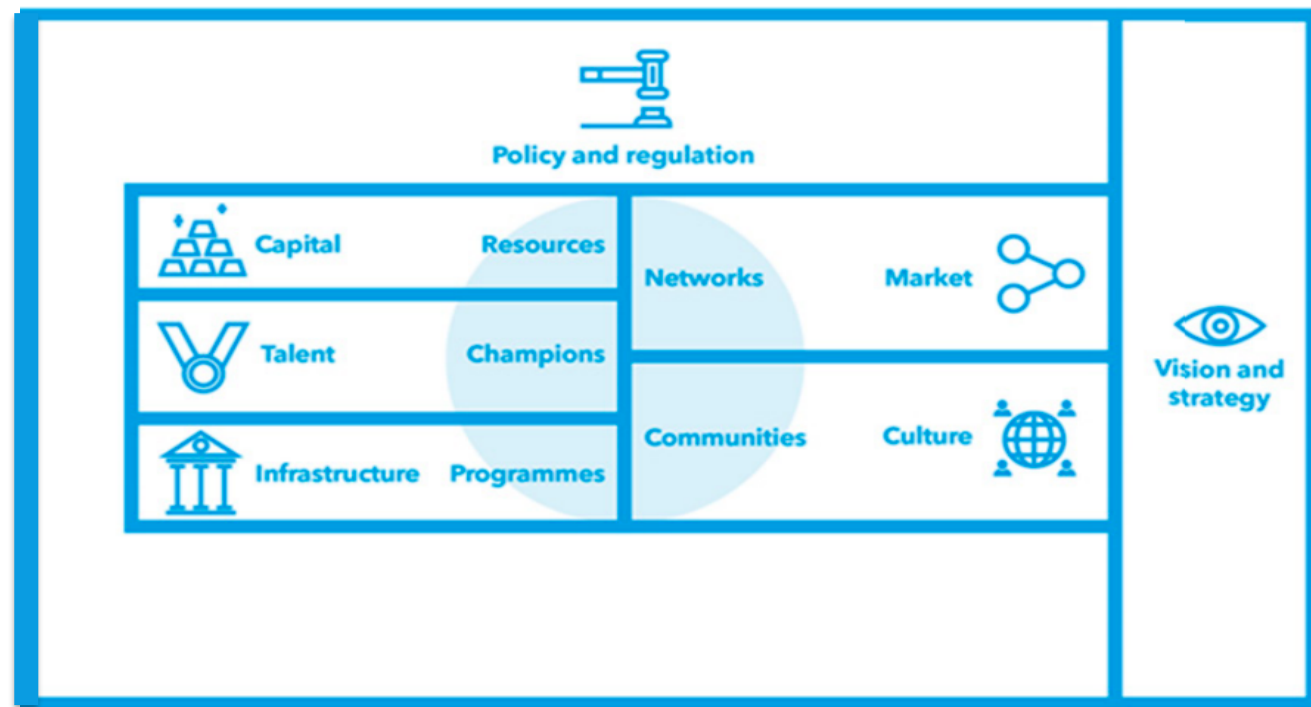 Policy and regulation
Capital Resources
Talent Champions
Infrastructure Programmes
Networks Market
Communities Culture
Vision and
strategy